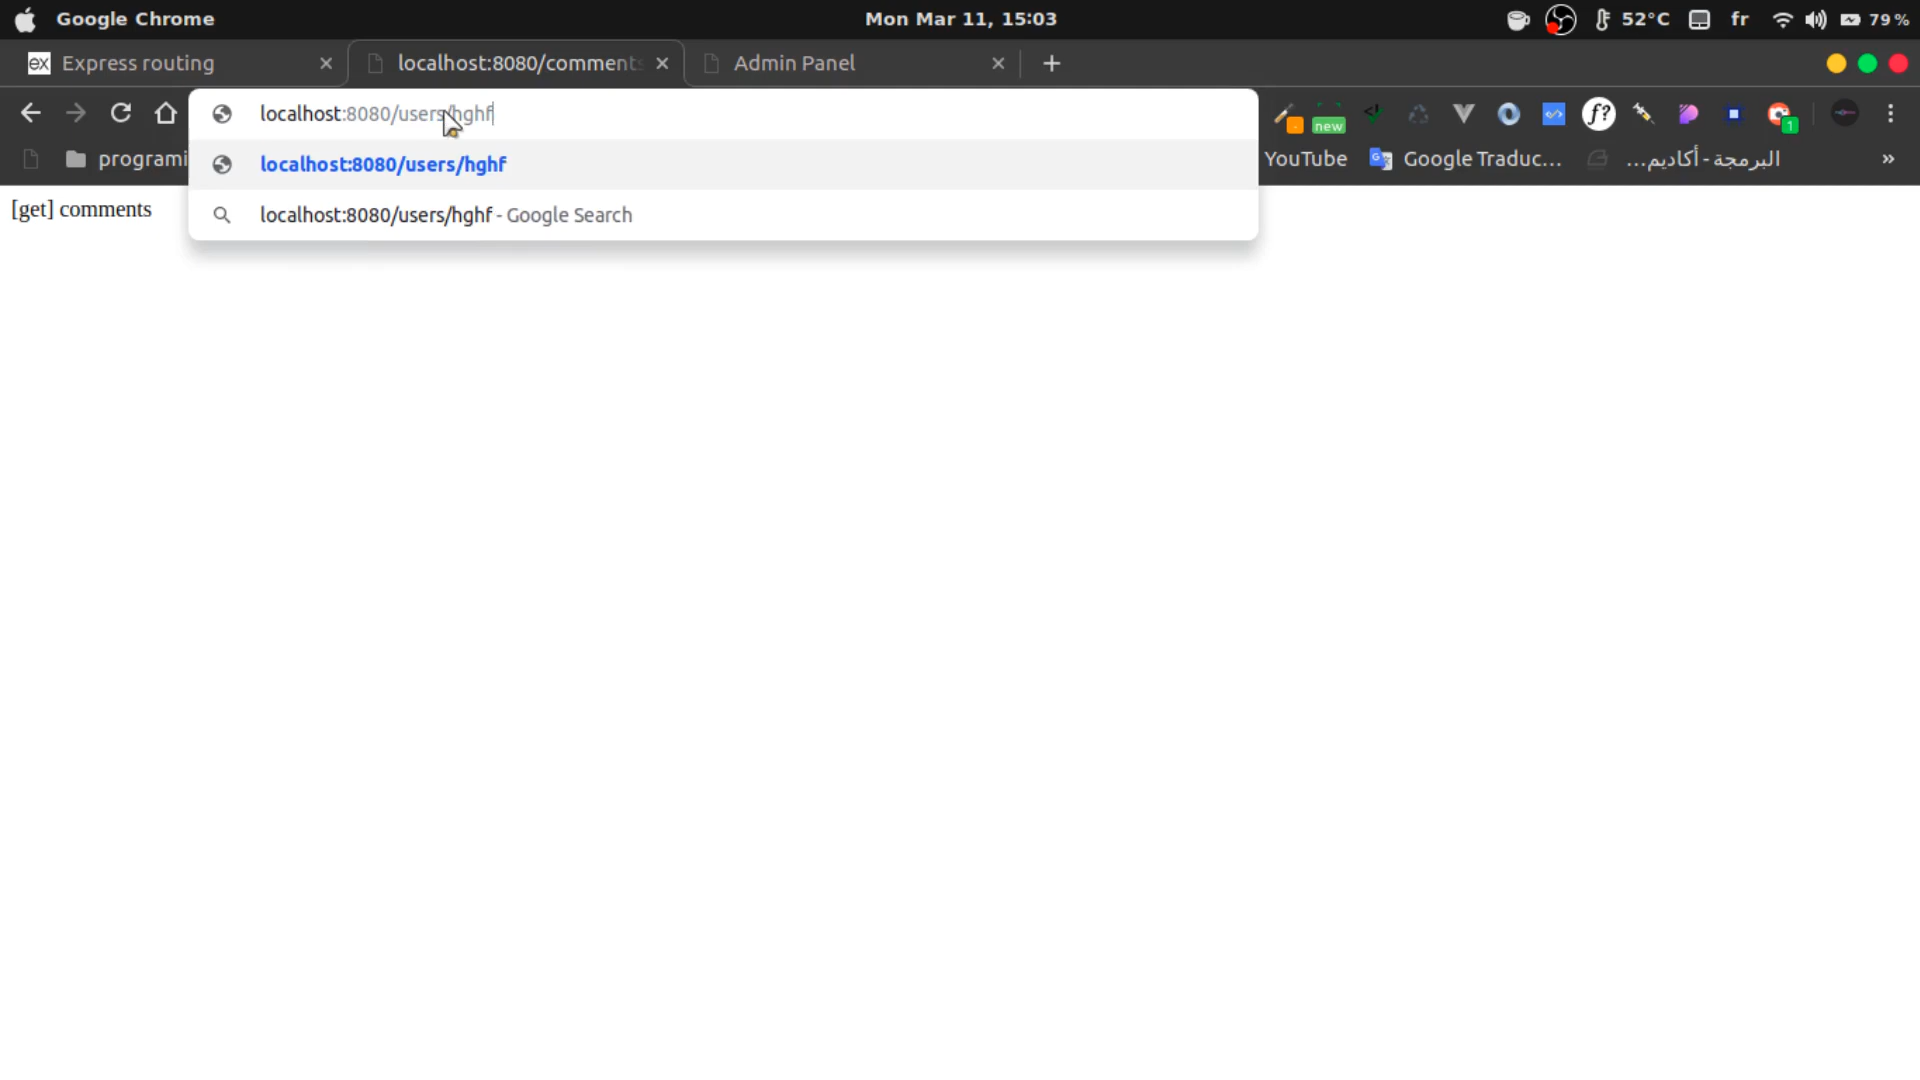 Google Chrome
Mon Mar 11, 15:03
52°C
fr
79%
ex Express routing
localhost:8080/comment
Admin Panel
localhost:8080/users/hghf
new
f?
1
programi
YouTube
Google Traduc...
البرمجة - أكاديم...
»
localhost:8080/users/hghf
localhost:8080/users/hghf - Google Search
[get] comments